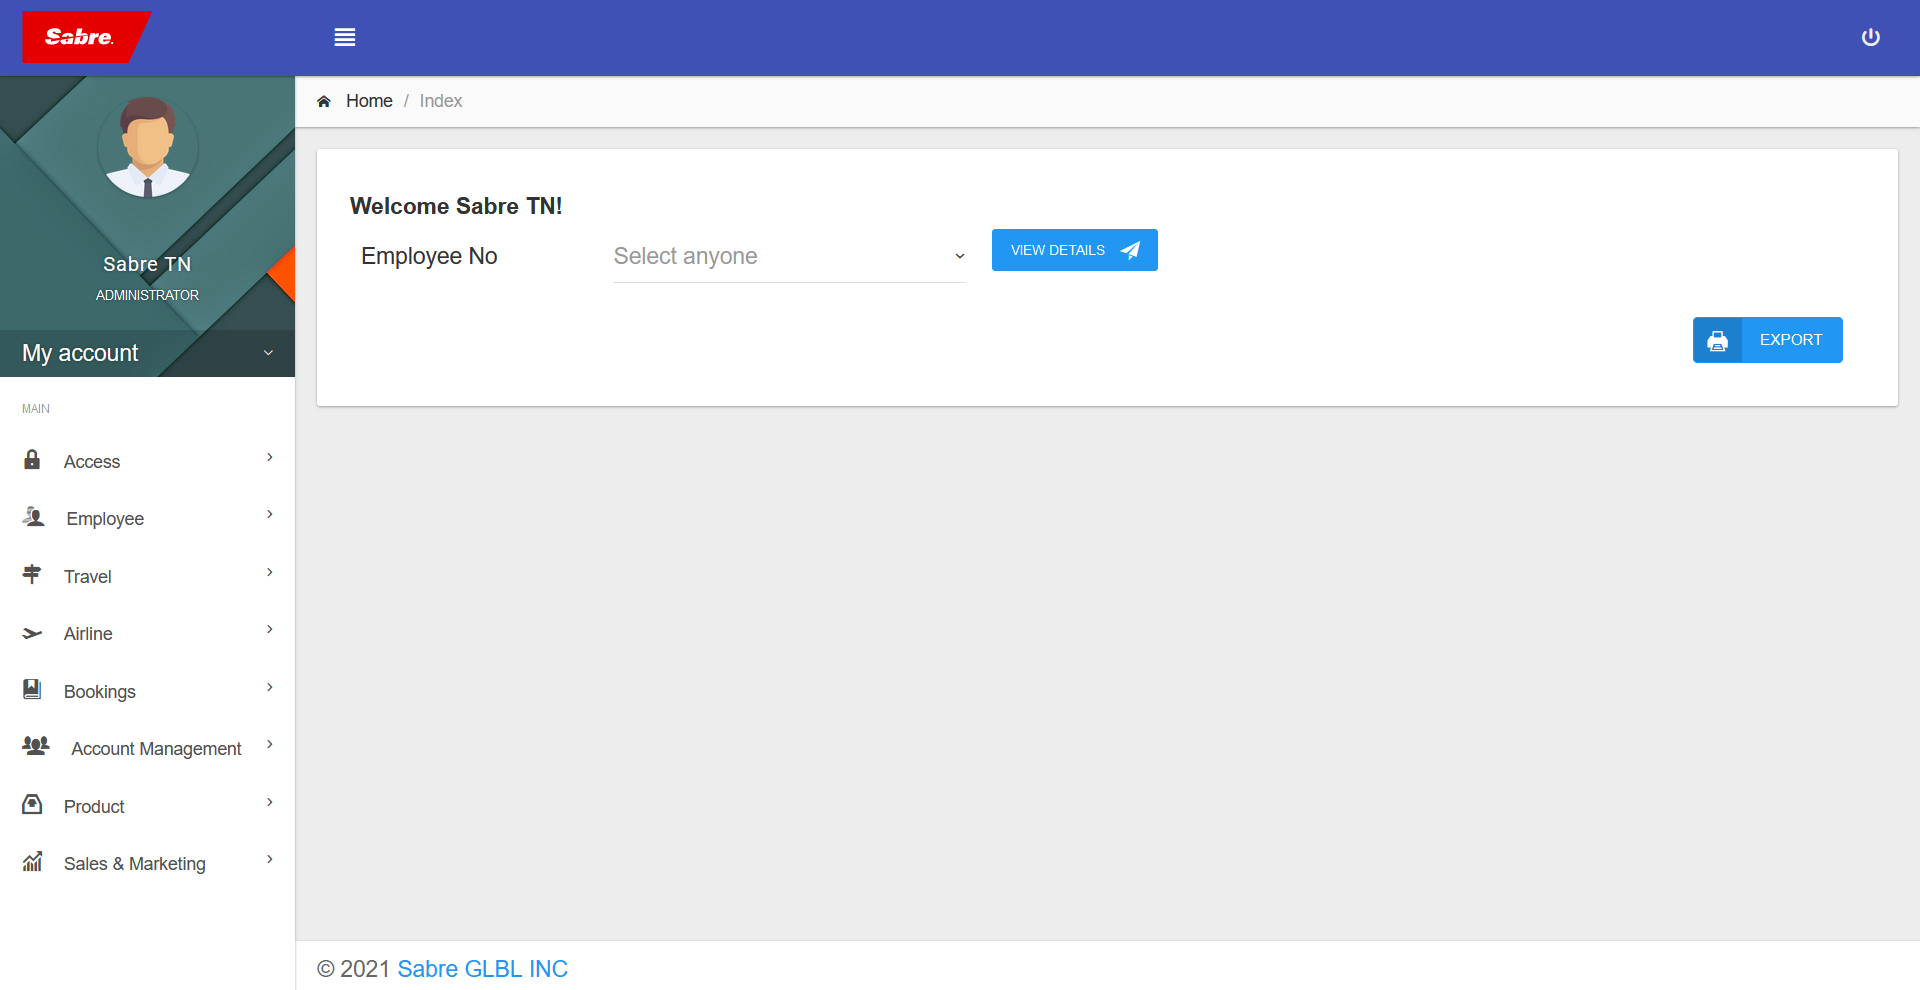 Sabre.
Home / Index
Sabre TN
ADMINISTRATOR
My account
MAIN
Access
Employee
Travel
Airline
Bookings
Account Management
Product
Sales & Marketing
Welcome Sabre TN!
Employee No
Select anyone
VIEW DETAILS
EXPORT
© 2021 Sabre GLBL INC